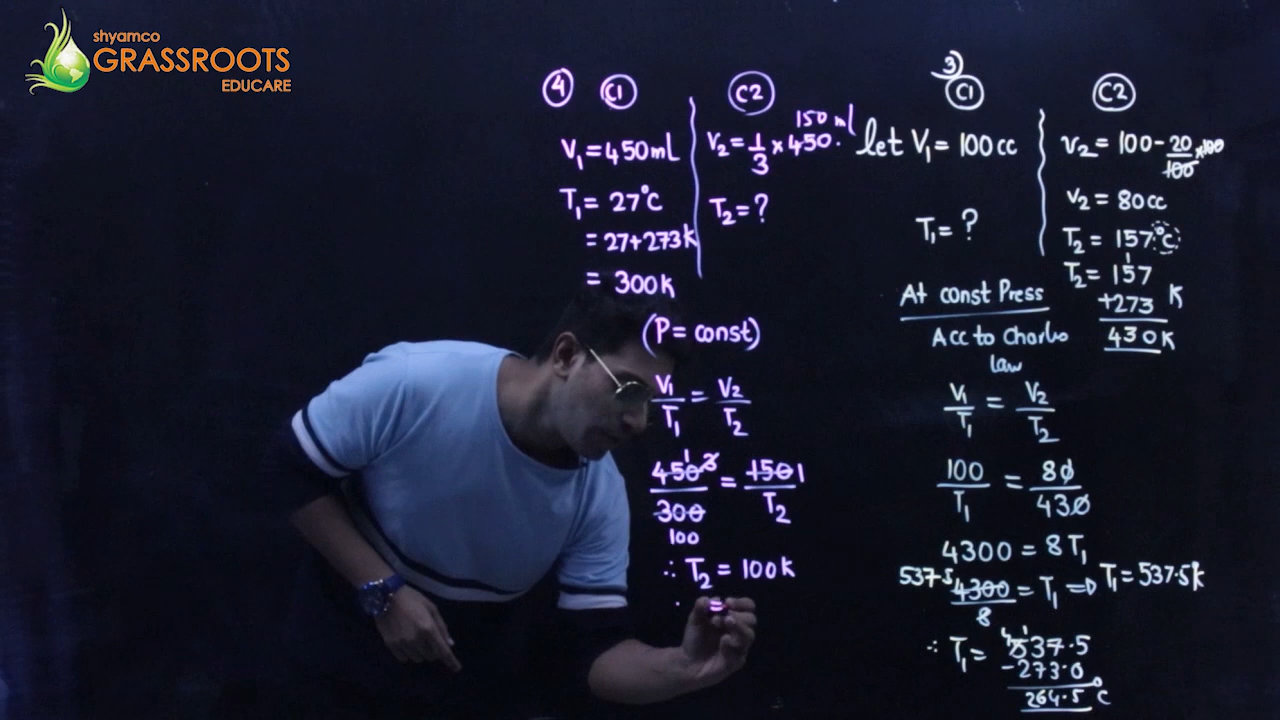 shyamco
GRASSROOTS
EDUCARE
④ C1
V₁ = 450mL
T₁ = 27°C
= 27+273k
= 300k
C2
V₂ = 1/3 × 450. 150 ml
T₂ = ?
(P = const)
V₁/T₁ = V₂/T₂
450/300 = 150/T₂
1 3 1
100
∴ T₂ = 100k
=
3) C1
let V₁ = 100cc
T₁ = ?
C2
V₂ = 100 - 20/100 × 100
V₂ = 80cc
T₂ = 157°C
T₂ = 157
+273 K
430K
At const Press
Acc to Charles
law
V₁/T₁ = V₂/T₂
100/T₁ = 80/430
4300 = 8T₁
537.5 4300/8 = T₁ ⇒ T₁ = 537.5k
∴ T₁ = 537.5
-273.0
264.5°C